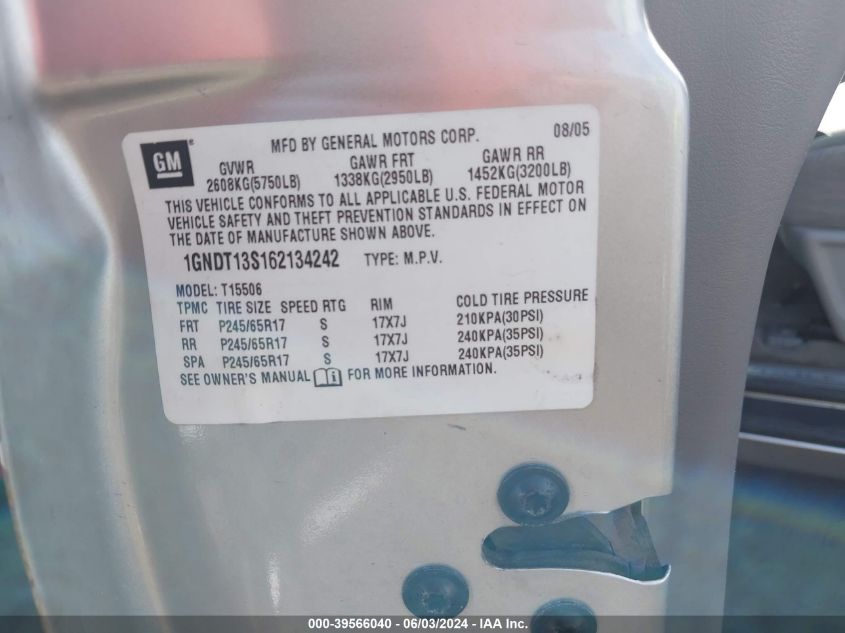 GM
MFD BY GENERAL MOTORS CORP. 08/05
GVWR GAWR FRT GAWR RR
2608KG(5750LB) 1338KG(2950LB) 1452KG(3200LB)
THIS VEHICLE CONFORMS TO ALL APPLICABLE U.S. FEDERAL MOTOR
VEHICLE SAFETY AND THEFT PREVENTION STANDARDS IN EFFECT ON
THE DATE OF MANUFACTURE SHOWN ABOVE.
1GNDT13S162134242 TYPE: M.P.V.
MODEL: T15506
TPMC TIRE SIZE SPEED RTG RIM COLD TIRE PRESSURE
FRT P245/65R17 S 17X7J 210KPA(30PSI)
RR P245/65R17 S 17X7J 240KPA(35PSI)
SPA P245/65R17 S 17X7J 240KPA(35PSI)
SEE OWNER'S MANUAL FOR MORE INFORMATION.
000-39566040 - 06/03/2024 - IAA Inc.